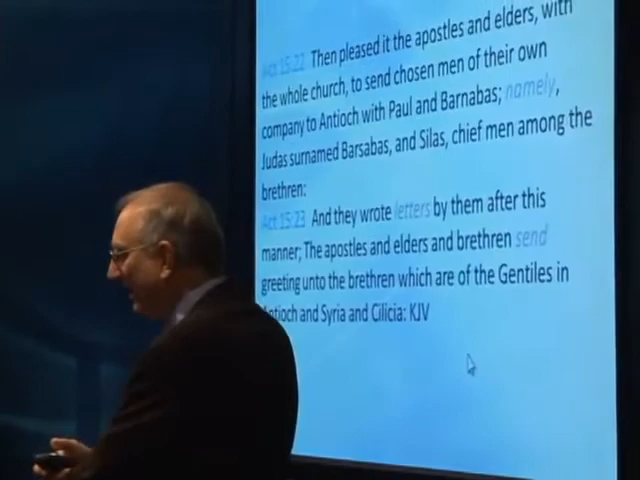 Act 15:22 Then pleased it the apostles and elders, with
the whole church, to send chosen men of their own
company to Antioch with Paul and Barnabas; namely,
Judas surnamed Barsabas, and Silas, chief men among the
brethren:
Act 15:23 And they wrote letters by them after this
manner; The apostles and elders and brethren send
greeting unto the brethren which are of the Gentiles in
Antioch and Syria and Cilicia: KJV